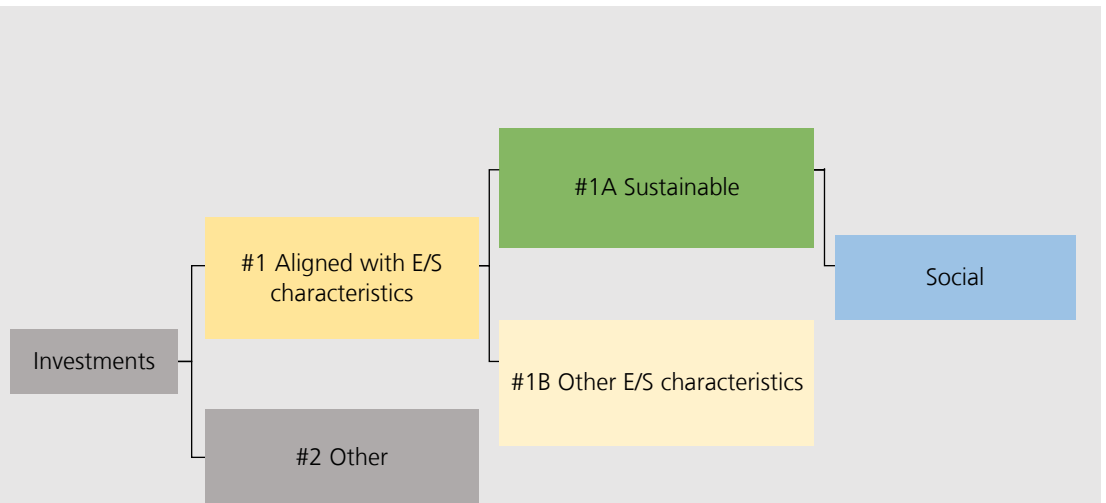 Investments
#1 Aligned with E/S
characteristics
#2 Other
#1A Sustainable
#1B Other E/S characteristics
Social